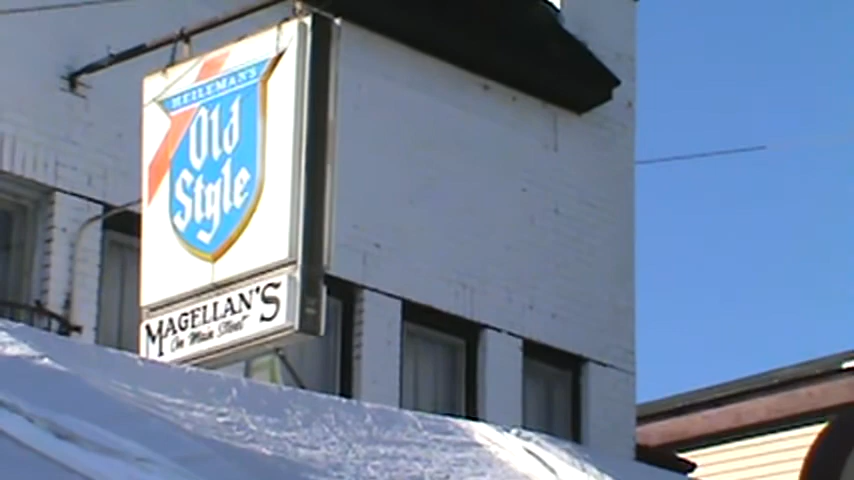 HEILEMAN'S
Old
Style
MAGELLAN'S
On Main Street